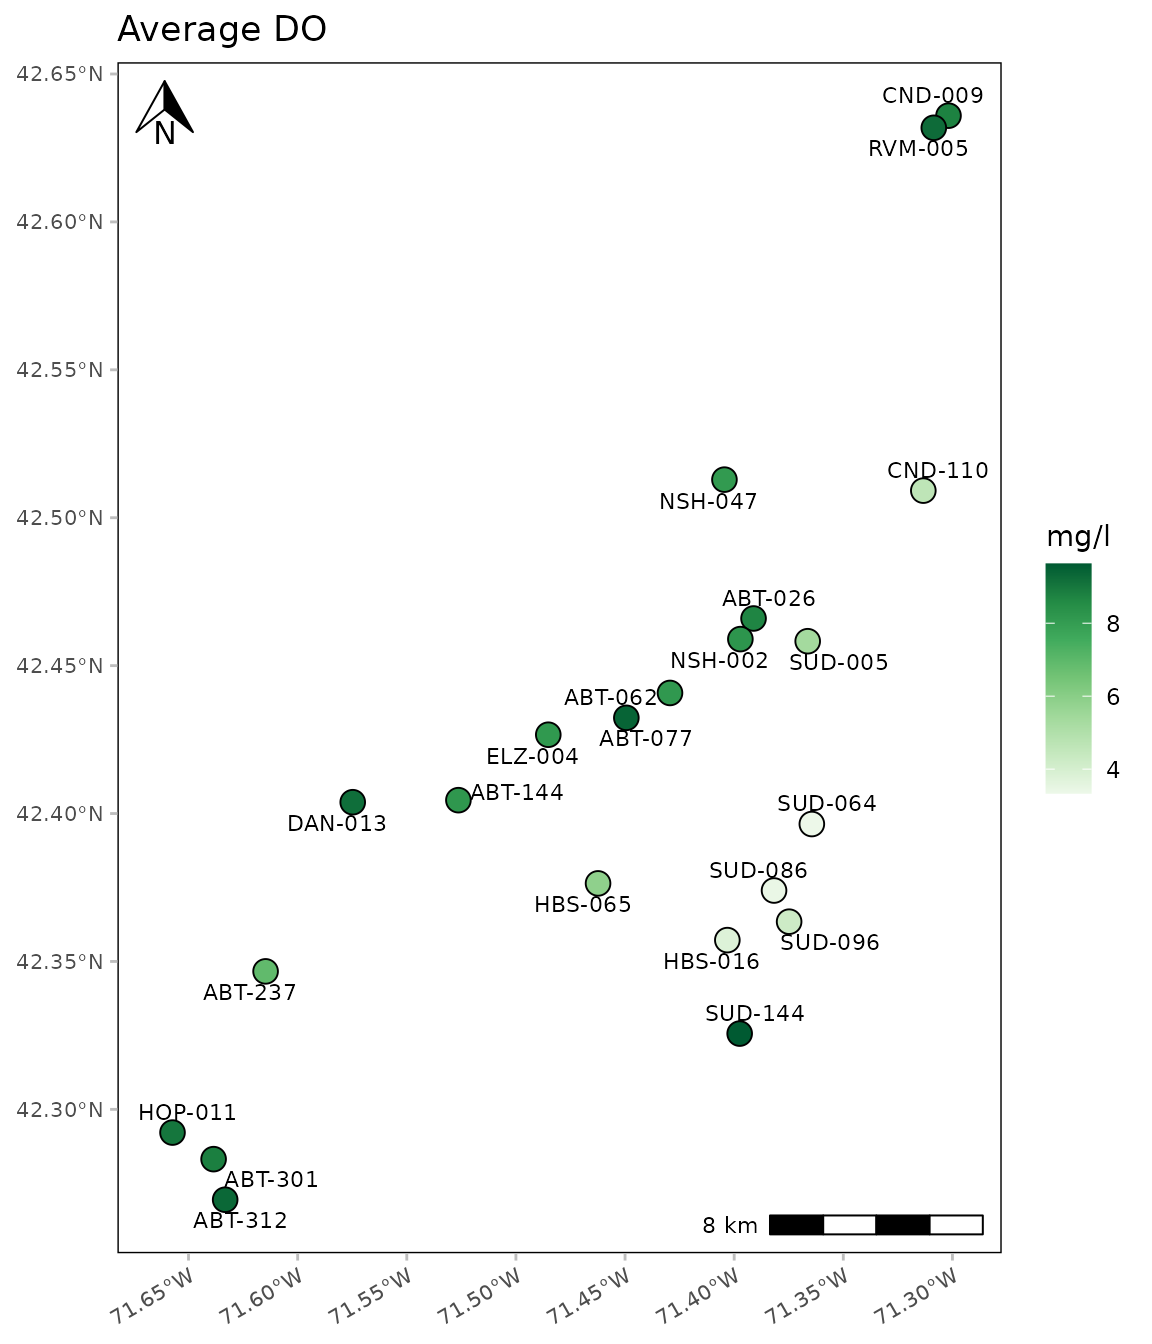 Average DO
42.65°N
N
CND-009
RVM-005
42.60°N
42.55°N
CND-110
NSH-047
42.50°N
mg/l
ABT-026
8
NSH-002
SUD-005
42.45°N
ABT-062
6
ABT-077
ELZ-004
4
ABT-144
SUD-064
42.40°N
DAN-013
SUD-086
HBS-065
SUD-096
HBS-016
42.35°N
ABT-237
SUD-144
42.30°N
HOP-011
ABT-301
ABT-312
8 km
71.65°W
71.60°W
71.55°W
71.50°W
71.45°W
71.40°W
71.35°W
71.30°W